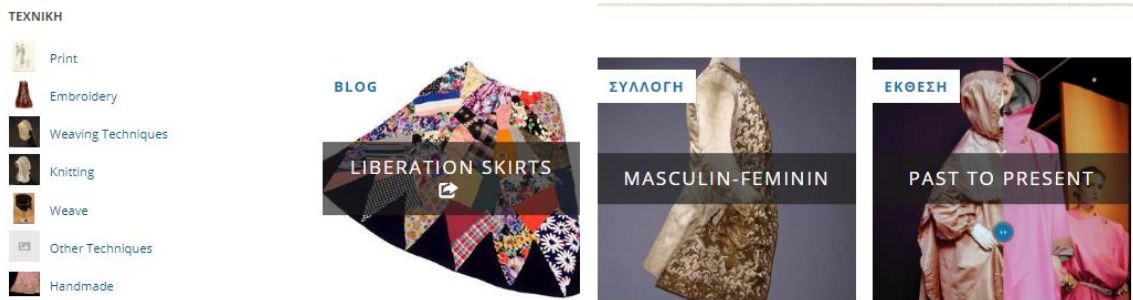 ΤΕΧΝΙΚΗ
Print
Embroidery
Weaving Techniques
Knitting
Weave
Other Techniques
Handmade
BLOG
LIBERATION SKIRTS
ΣΥΛΛΟΓΗ
MASCULIN-FEMININ
ΕΚΘΕΣΗ
PAST TO PRESENT